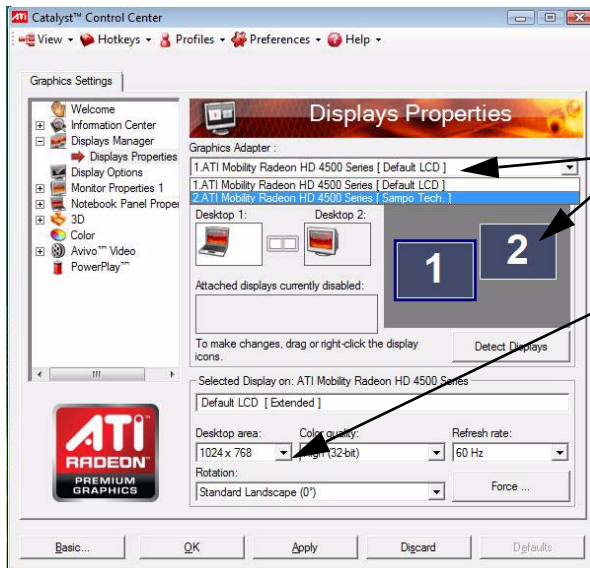 ATI Catalyst™ Control Center
View Hotkeys Profiles Preferences Help
Graphics Settings
Welcome
Information Center
Displays Manager
Displays Properties
Display Options
Monitor Properties 1
Notebook Panel Proper
3D
Color
Avivo™ Video
PowerPlay™
ATI
RADEON
PREMIUM
GRAPHICS
Displays Properties
Graphics Adapter :
1.ATI Mobility Radeon HD 4500 Series [ Default LCD ]
1.ATI Mobility Radeon HD 4500 Series [ Default LCD ]
2.ATI Mobility Radeon HD 4500 Series [ Sampo Tech. ]
Desktop 1: Desktop 2:
1 2
Attached displays currently disabled:
To make changes, drag or right-click the display
icons.
Detect Displays
Selected Display on: ATI Mobility Radeon HD 4500 Series
Default LCD [ Extended ]
Desktop area: Color quality: Refresh rate:
1024 x 768 High (32-bit) 60 Hz
Rotation:
Standard Landscape (0°)
Force ...
Basic... OK Apply Discard Defaults